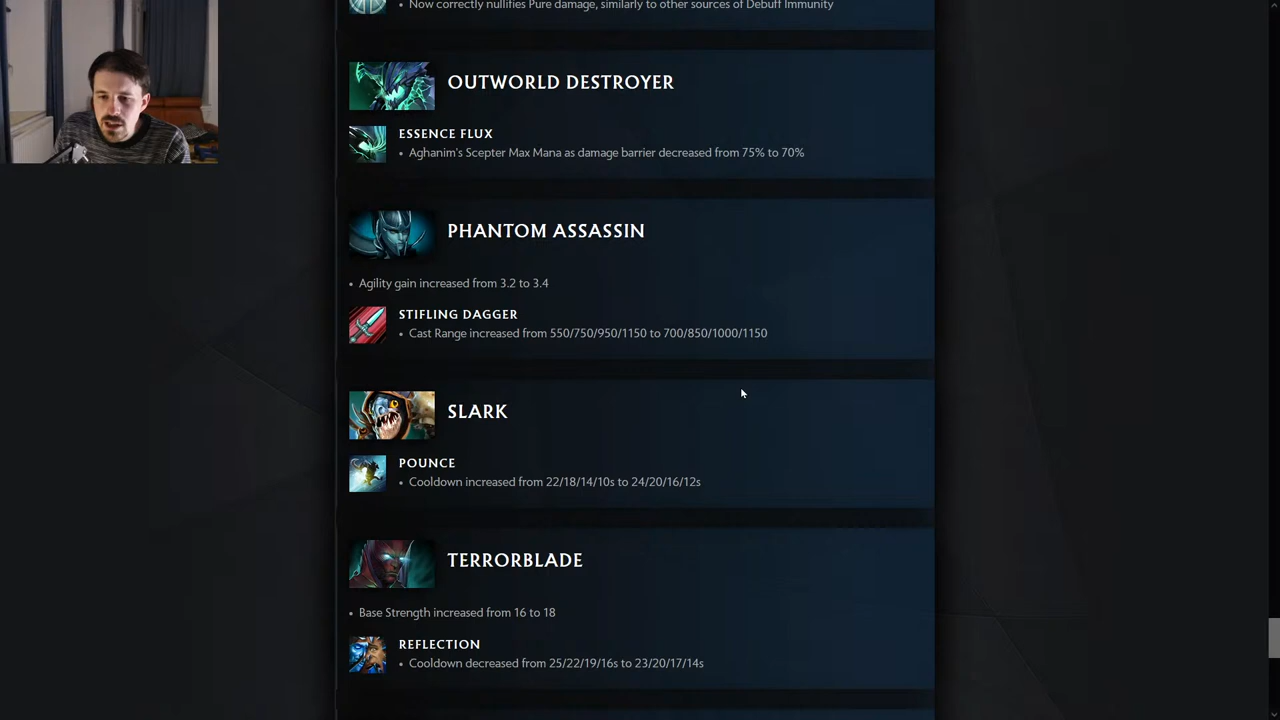 • Now correctly nullifies Pure damage, similarly to other sources of Debuff Immunity
OUTWORLD DESTROYER
ESSENCE FLUX
• Aghanim's Scepter Max Mana as damage barrier decreased from 75% to 70%
PHANTOM ASSASSIN
• Agility gain increased from 3.2 to 3.4
STIFLING DAGGER
• Cast Range increased from 550/750/950/1150 to 700/850/1000/1150
SLARK
POUNCE
• Cooldown increased from 22/18/14/10s to 24/20/16/12s
TERRORBLADE
• Base Strength increased from 16 to 18
REFLECTION
• Cooldown decreased from 25/22/19/16s to 23/20/17/14s